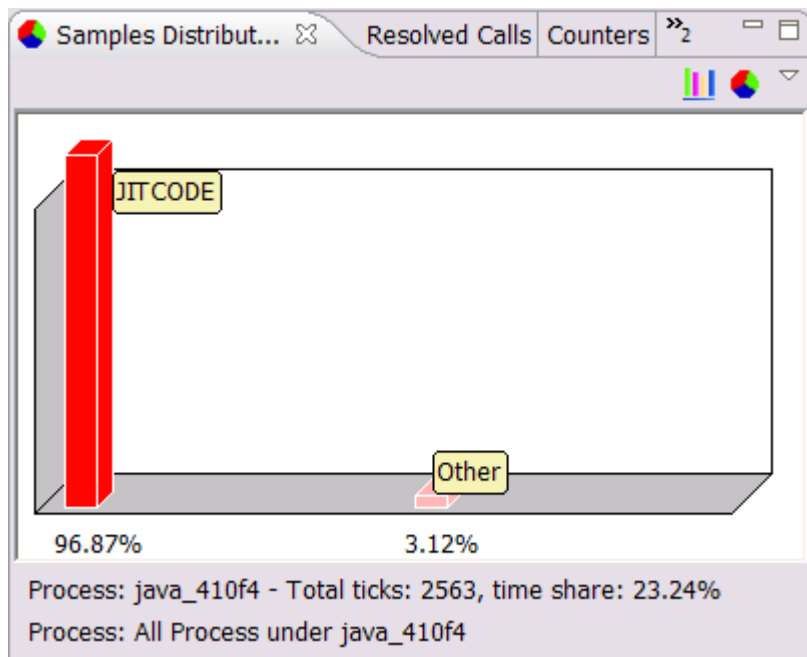 Samples Distribut... Resolved Calls Counters »2
JITCODE
Other
96.87% 3.12%
Process: java_410f4 - Total ticks: 2563, time share: 23.24%
Process: All Process under java_410f4